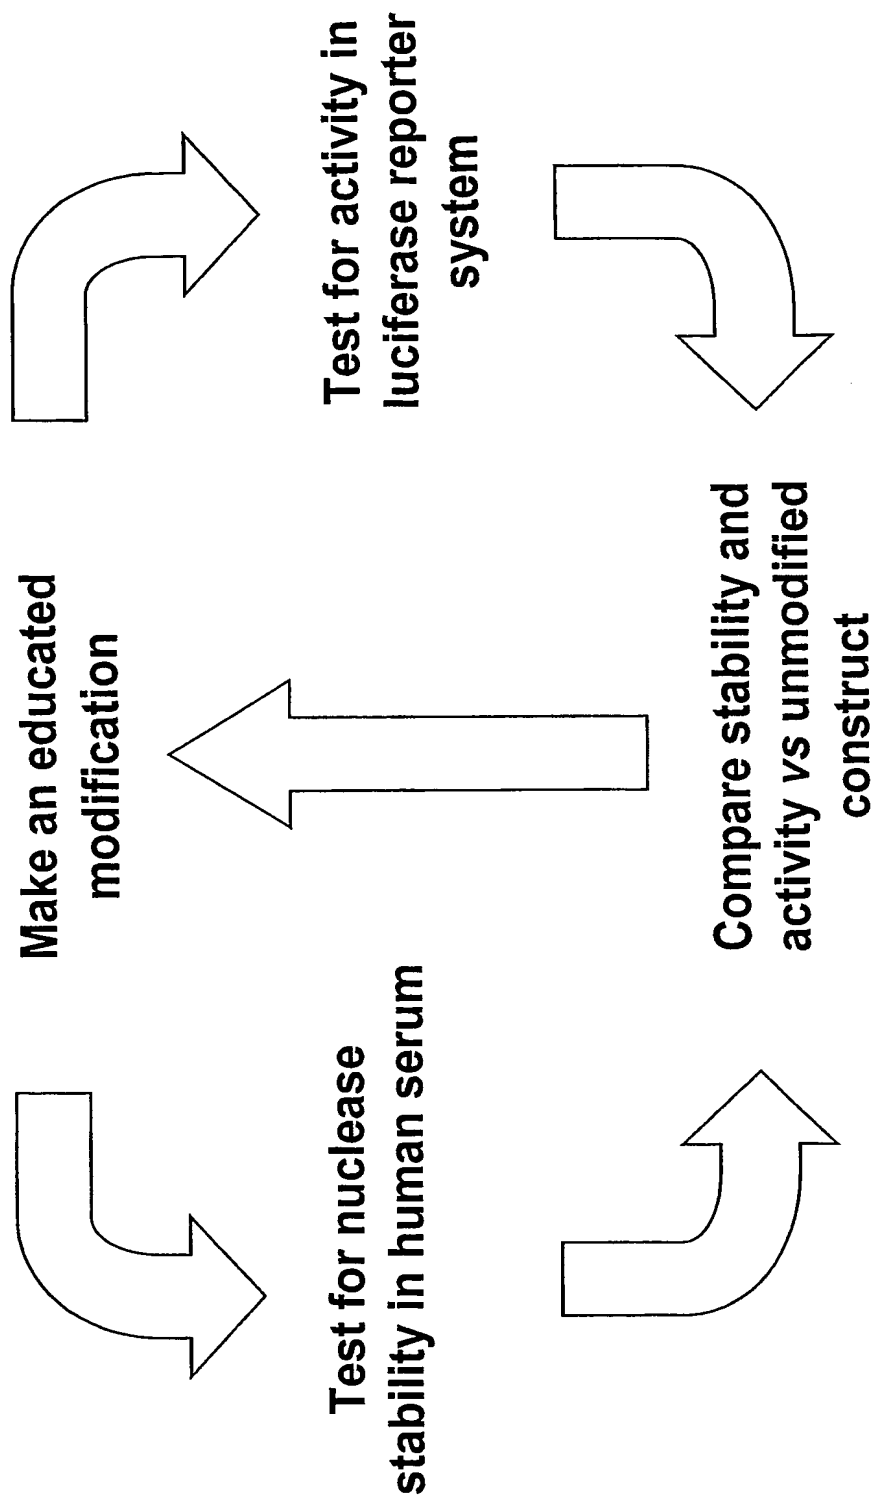 Make an educated
modification
Test for nuclease
stability in human serum
Test for activity in
luciferase reporter
system
Compare stability and
activity vs unmodified
construct